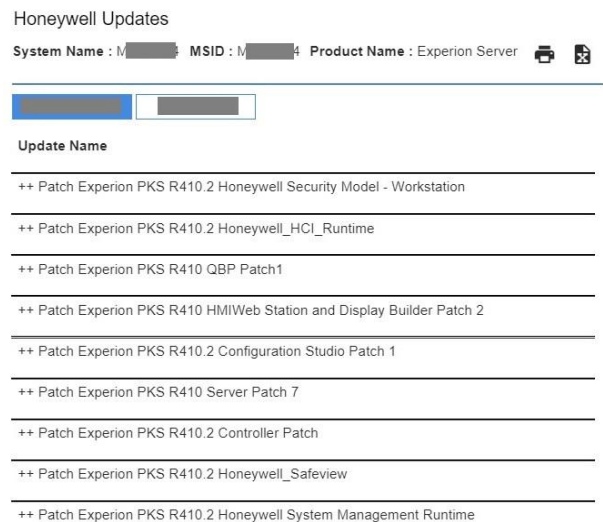 Honeywell Updates
System Name : M 4 MSID : M 4 Product Name : Experion Server
Update Name
++ Patch Experion PKS R410.2 Honeywell Security Model - Workstation
++ Patch Experion PKS R410.2 Honeywell_HCI_Runtime
++ Patch Experion PKS R410 QBP Patch1
++ Patch Experion PKS R410 HMIWeb Station and Display Builder Patch 2
++ Patch Experion PKS R410.2 Configuration Studio Patch 1
++ Patch Experion PKS R410 Server Patch 7
++ Patch Experion PKS R410.2 Controller Patch
++ Patch Experion PKS R410.2 Honeywell_Safeview
++ Patch Experion PKS R410.2 Honeywell System Management Runtime